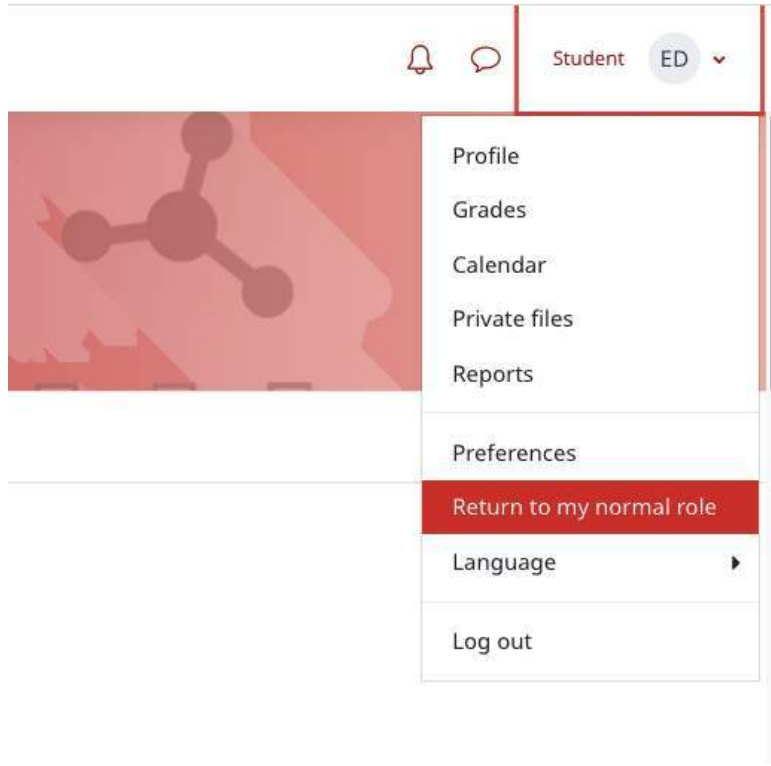 Student ED
Profile
Grades
Calendar
Private files
Reports
Preferences
Return to my normal role
Language
Log out